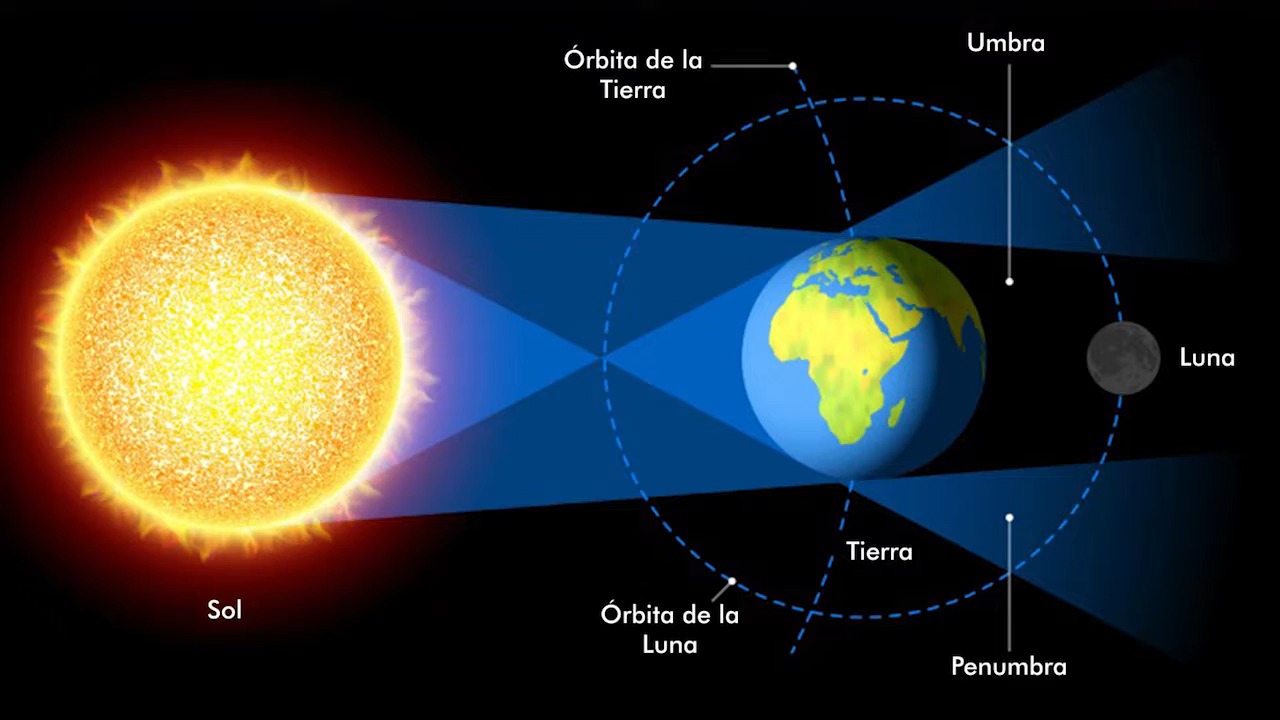 Umbra
Órbita de la
Tierra
Luna
Tierra
Sol
Órbita de la
Luna
Penumbra